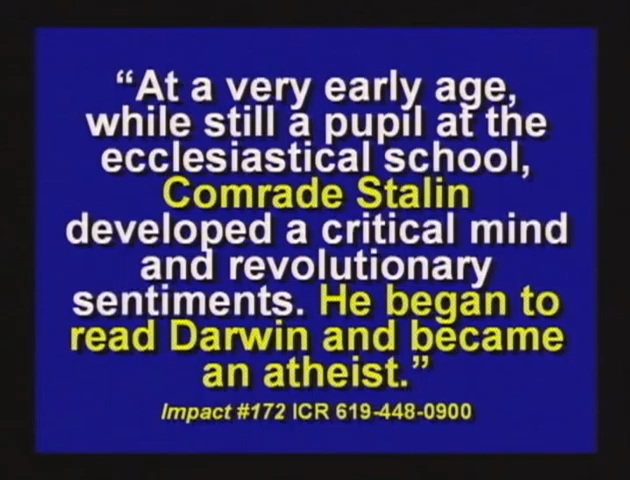 “At a very early age,
while still a pupil at the
ecclesiastical school,
Comrade Stalin
developed a critical mind
and revolutionary
sentiments. He began to
read Darwin and became
an atheist.”
Impact #172 ICR 619-448-0900